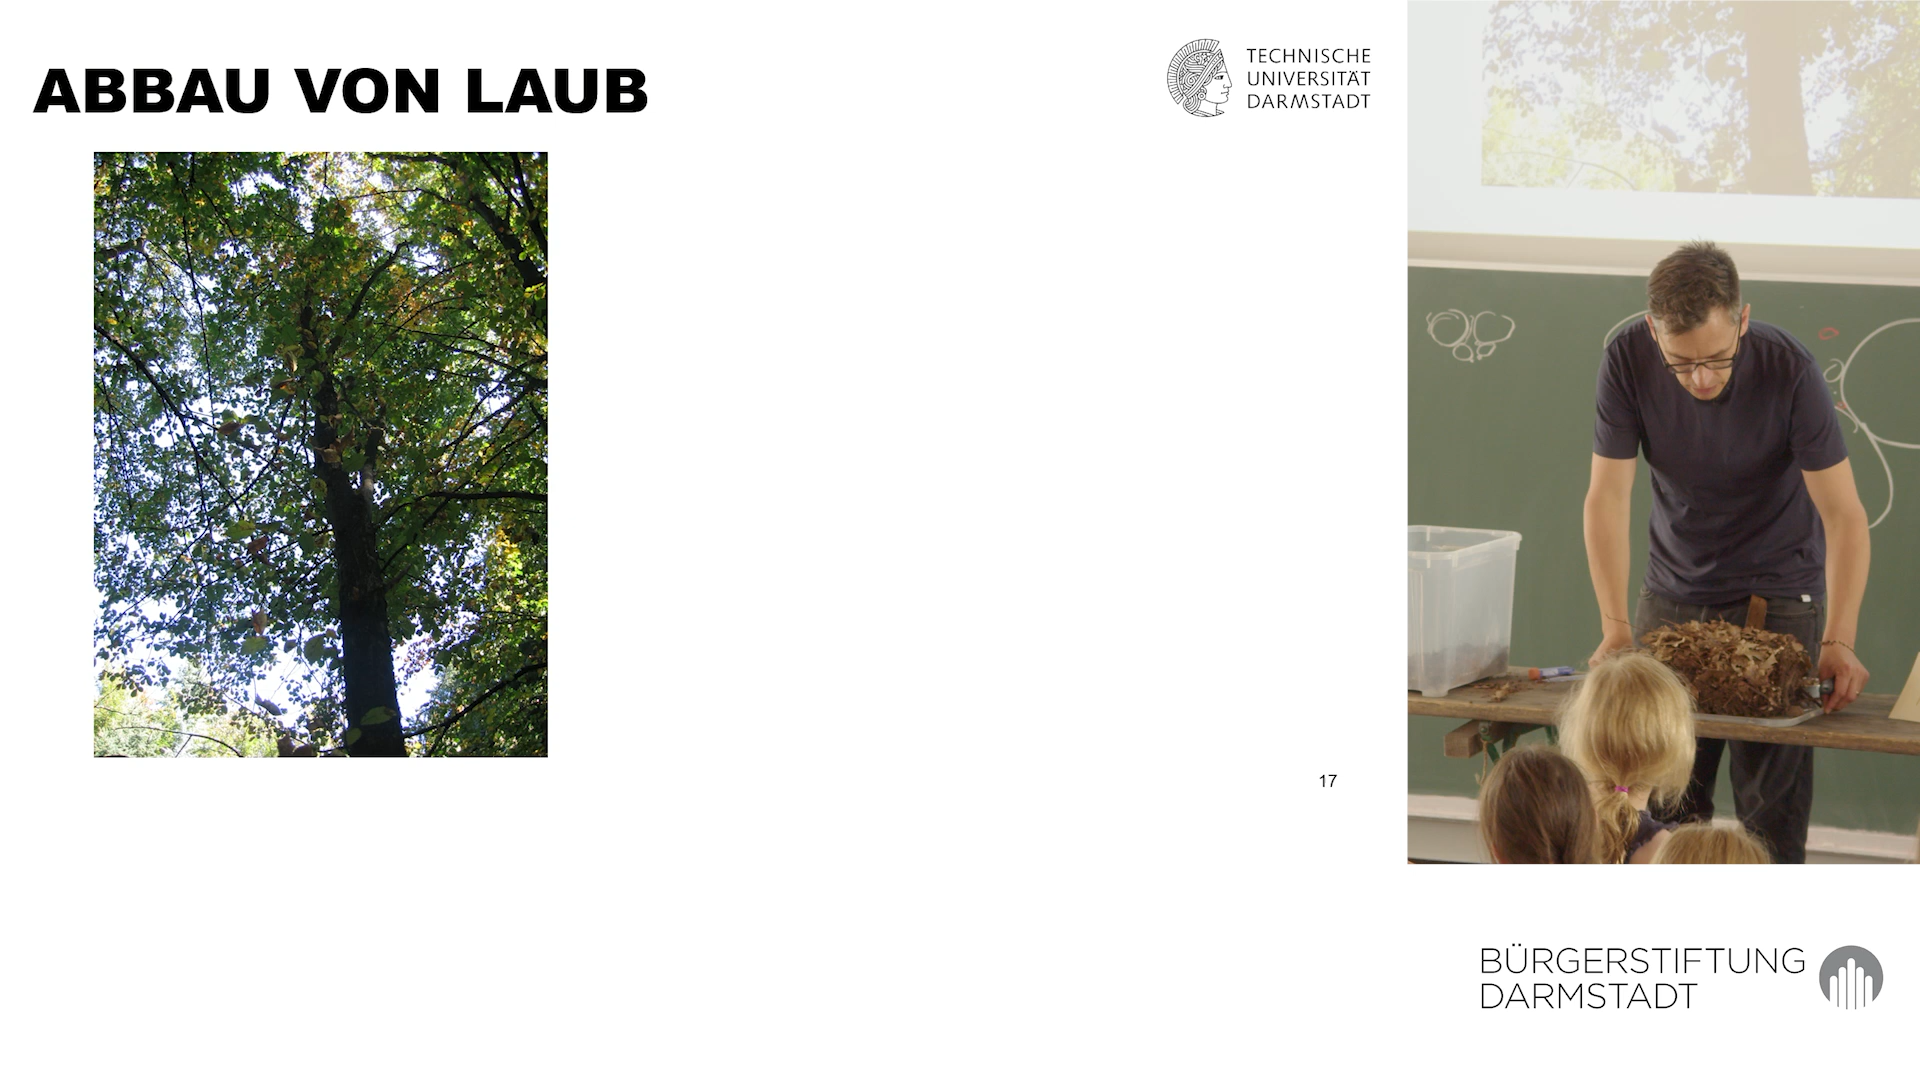 ABBAU VON LAUB
TECHNISCHE
UNIVERSITÄT
DARMSTADT
17
BÜRGERSTIFTUNG
DARMSTADT